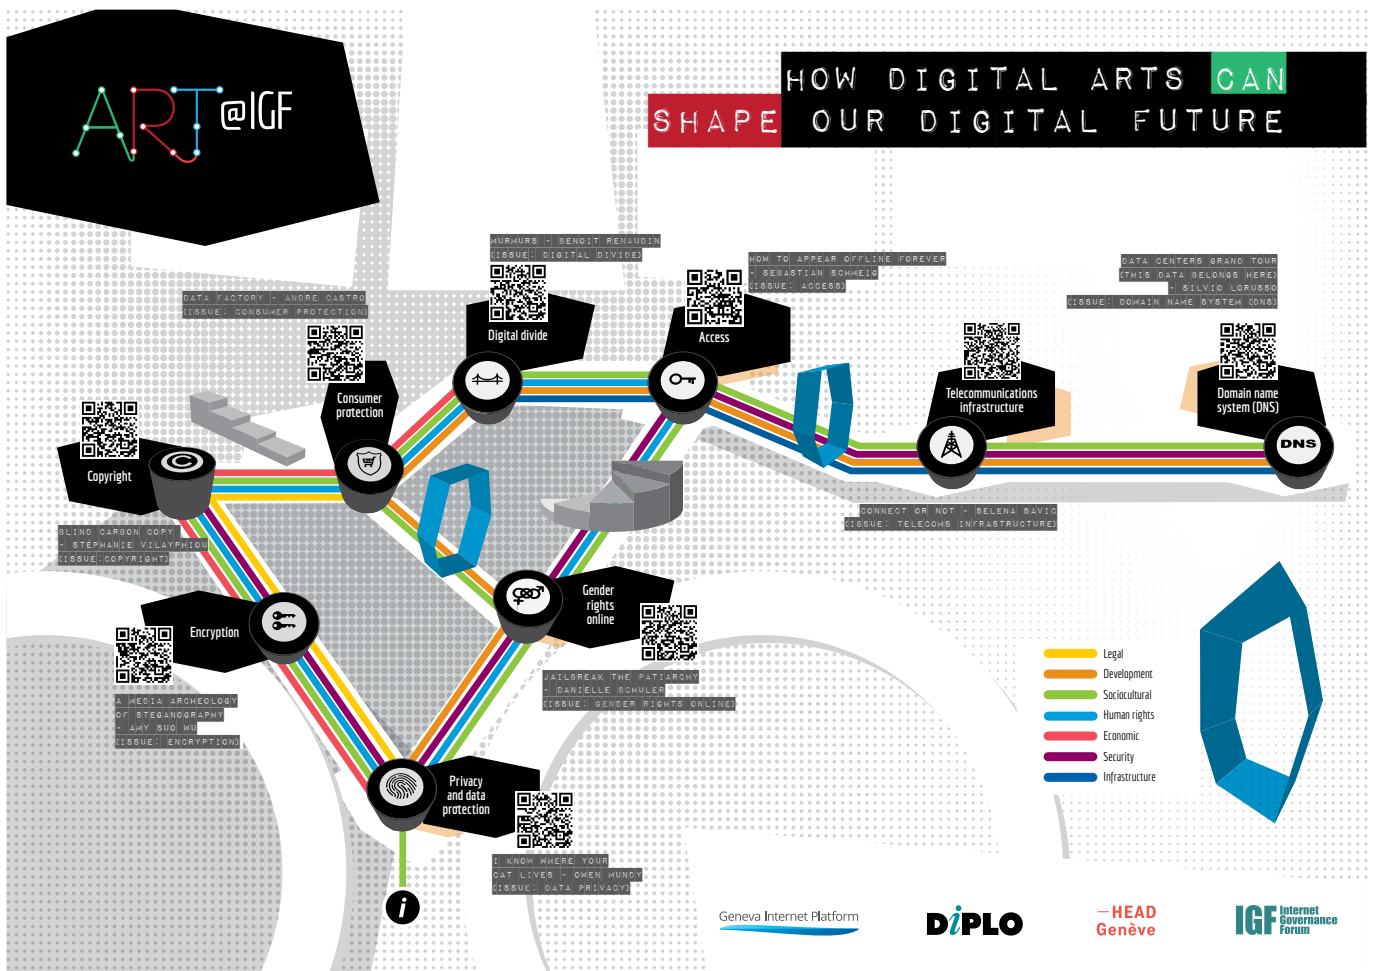 ART@IGF
HOW DIGITAL ARTS CAN
SHAPE OUR DIGITAL FUTURE
MURMURS - BENOIT RENAUDIN
(ISSUE: DIGITAL DIVIDE)
Digital divide
HOW TO APPEAR OFFLINE FOREVER
- SEBASTIAN SCHMEIG
(ISSUE: ACCESS)
Access
DATA CENTERS GRAND TOUR
(THIS DATA BELONGS HERE)
- SILVIO LORUSSO
(ISSUE: DOMAIN NAME SYSTEM (DNS)
DATA FACTORY - ANDRE CASTRO
(ISSUE: CONSUMER PROTECTION)
Consumer
protection
Telecommunications
infrastructure
Domain name
system (DNS)
DNS
Copyright
C
BLIND CARBON COPY
- STÉPHANIE VILAYPHIOU
(ISSUE:COPYRIGHT)
CONNECT OR NOT - SELENA SAVIC
(ISSUE: TELECOMS INFRASTRUCTURE)
Encryption
A MEDIA ARCHEOLOGY
OF STEGANOGRAPHY
- AMY SUO WU
(ISSUE: ENCRYPTION)
Gender
rights
online
JAILBREAK THE PATIARCHY
- DANIELLE SCHULER
(ISSUE: GENDER RIGHTS ONLINE)
Legal
Development
Sociocultural
Human rights
Economic
Security
Infrastructure
Privacy
and data
protection
I KNOW WHERE YOUR
CAT LIVES - OWEN MUNDY
(ISSUE: DATA PRIVACY)
i
Geneva Internet Platform
DiPLO
—HEAD
Genève
IGF Internet
Governance
Forum